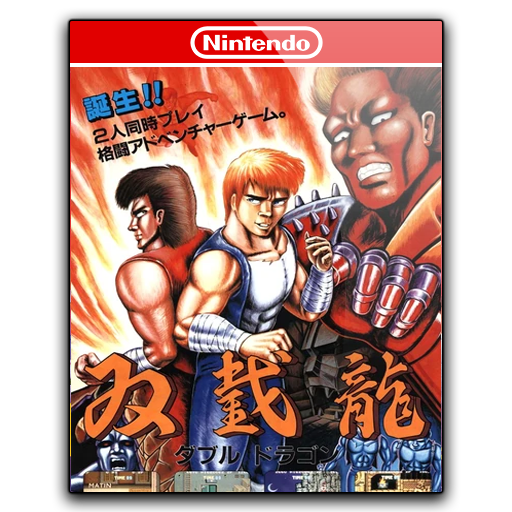 Nintendo
誕生!!
2人同時プレイ
格闘アドベンチャーゲーム。
双截龍
ダブルドラゴン
MATIN